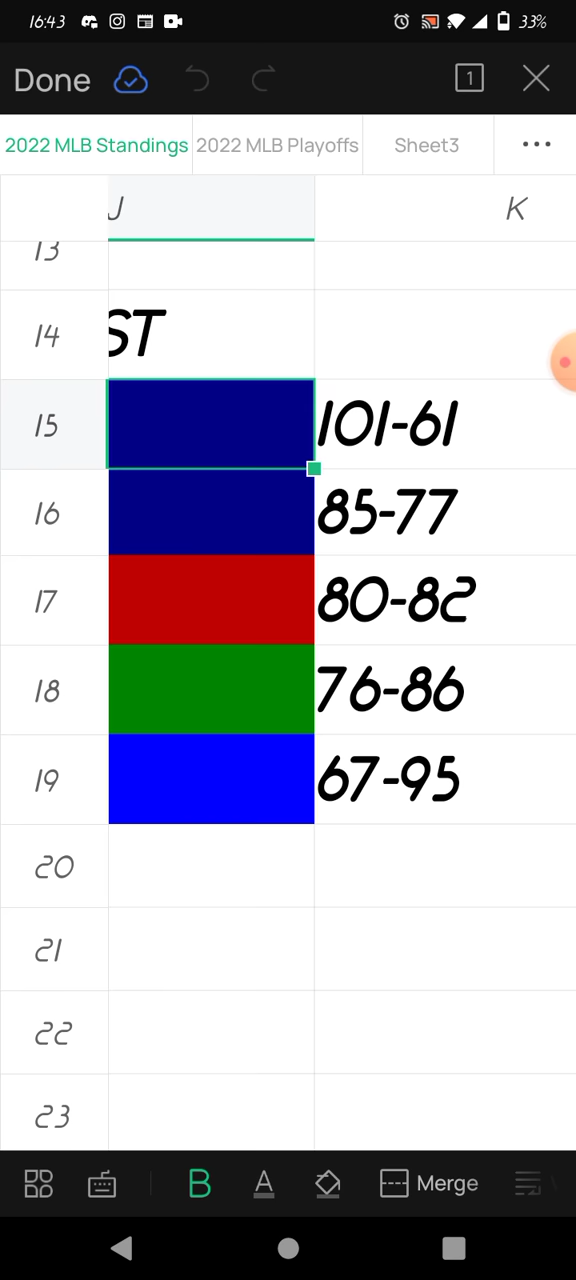 16:43 33%
Done 1
2022 MLB Standings 2022 MLB Playoffs Sheet3
J K
13
14 ST
15 101-61
16 85-77
17 80-82
18 76-86
19 67-95
20
21
22
23
B A Merge